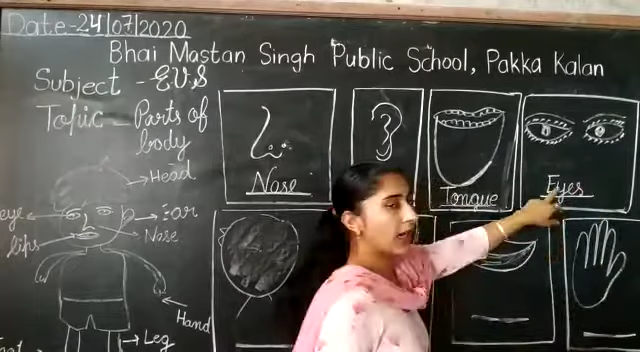 Date-24/07/2020
Bhai Mastan Singh Public School, Pakka Kalan
Subject - E.V.S
Topic - Parts of
body
Head
eye
Ear
Nose
lips
Hand
Leg
Nose
Tongue
Eyes